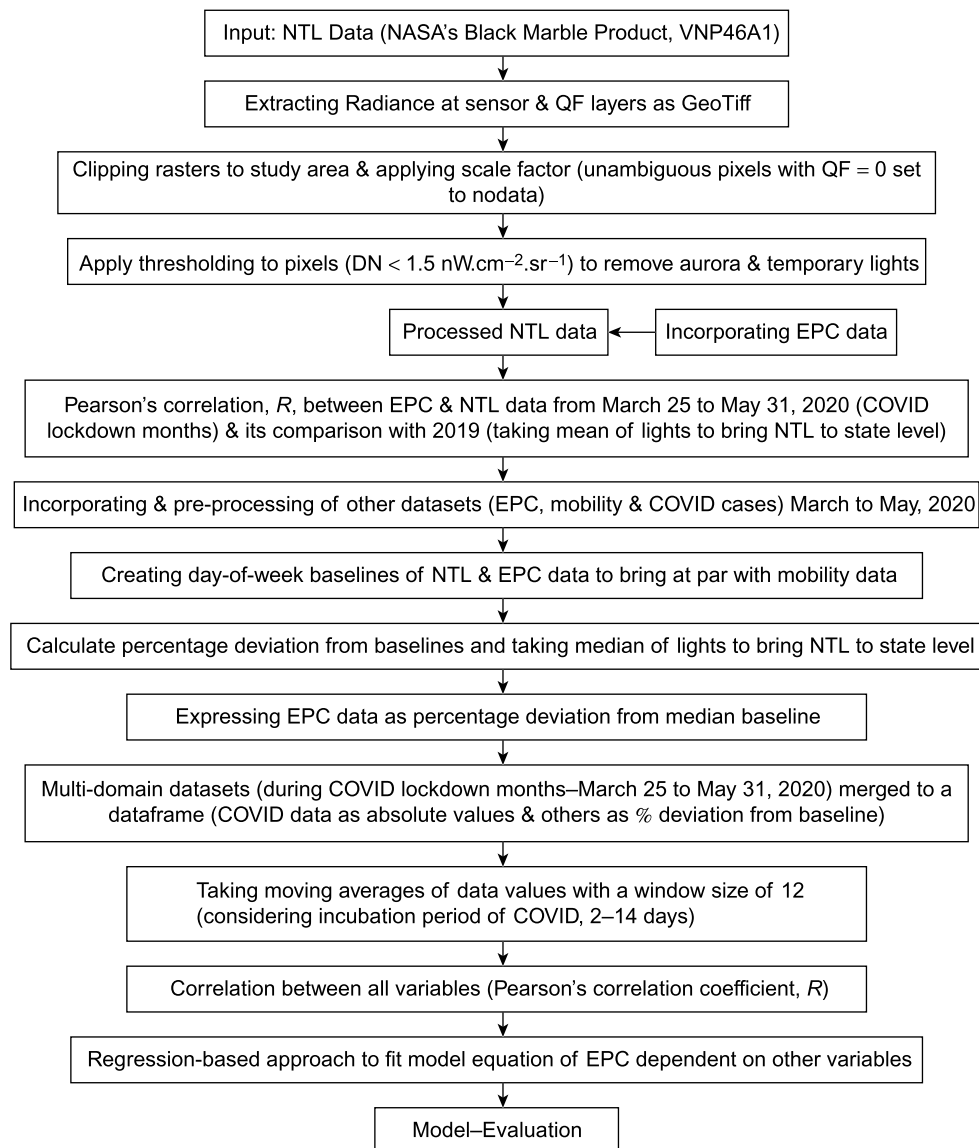 Input: NTL Data (NASA’s Black Marble Product, VNP46A1)
Extracting Radiance at sensor & QF layers as GeoTiff
Clipping rasters to study area & applying scale factor (unambiguous pixels with QF = 0 set
to nodata)
Apply thresholding to pixels (DN < 1.5 nW.cm−2.sr−1) to remove aurora & temporary lights
Processed NTL data
Incorporating EPC data
Pearson’s correlation, R, between EPC & NTL data from March 25 to May 31, 2020 (COVID
lockdown months) & its comparison with 2019 (taking mean of lights to bring NTL to state level)
Incorporating & pre-processing of other datasets (EPC, mobility & COVID cases) March to May, 2020
Creating day-of-week baselines of NTL & EPC data to bring at par with mobility data
Calculate percentage deviation from baselines and taking median of lights to bring NTL to state level
Expressing EPC data as percentage deviation from median baseline
Multi-domain datasets (during COVID lockdown months–March 25 to May 31, 2020) merged to a
dataframe (COVID data as absolute values & others as % deviation from baseline)
Taking moving averages of data values with a window size of 12
(considering incubation period of COVID, 2–14 days)
Correlation between all variables (Pearson’s correlation coefficient, R)
Regression-based approach to fit model equation of EPC dependent on other variables
Model–Evaluation